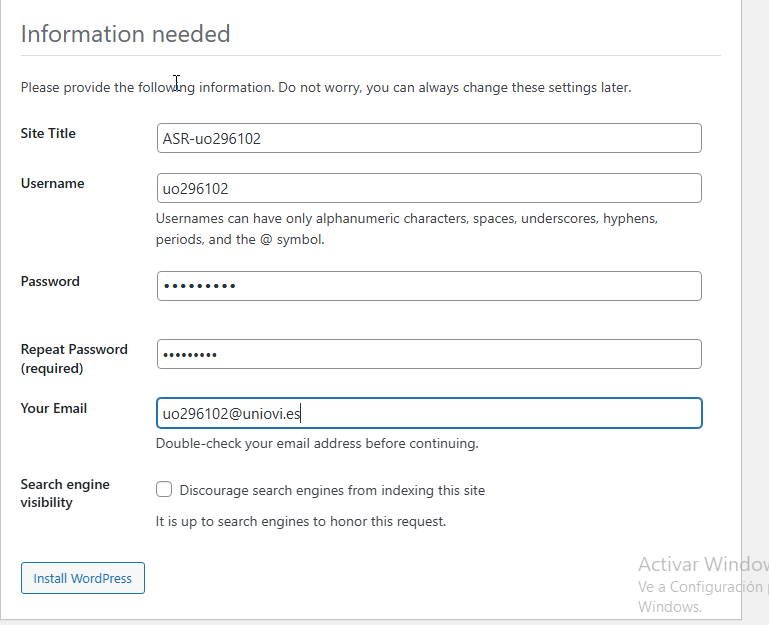 Information needed
Please provide the following information. Do not worry, you can always change these settings later.
Site Title
ASR-uo296102
Username
uo296102
Usernames can have only alphanumeric characters, spaces, underscores, hyphens,
periods, and the @ symbol.
Password
•••••••••
Repeat Password
(required)
•••••••••
Your Email
uo296102@uniovi.es
Double-check your email address before continuing.
Search engine
visibility
Discourage search engines from indexing this site
It is up to search engines to honor this request.
Install WordPress
Activar Window
Ve a Configuración p
Windows.